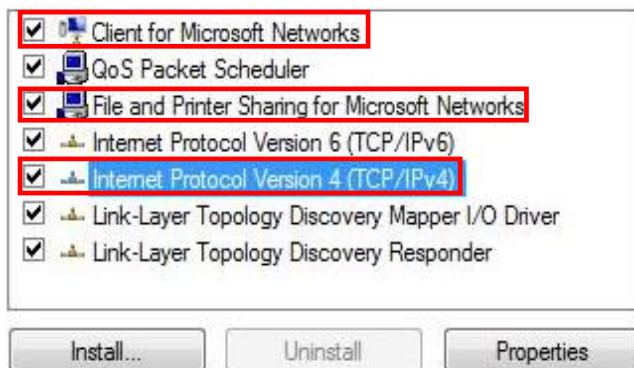 Client for Microsoft Networks
QoS Packet Scheduler
File and Printer Sharing for Microsoft Networks
Internet Protocol Version 6 (TCP/IPv6)
Internet Protocol Version 4 (TCP/IPv4)
Link-Layer Topology Discovery Mapper I/O Driver
Link-Layer Topology Discovery Responder
Install... Uninstall Properties